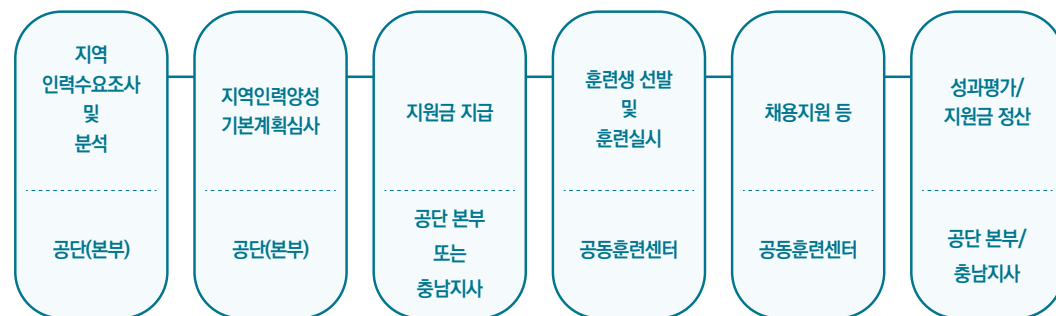 지역
인력수요조사
및
분석
공단(본부)
지역인력양성
기본계획심사
공단(본부)
지원금 지급
공단 본부
또는
충남지사
훈련생 선발
및
훈련실시
공동훈련센터
채용지원 등
공동훈련센터
성과평가/
지원금 정산
공단 본부/
충남지사